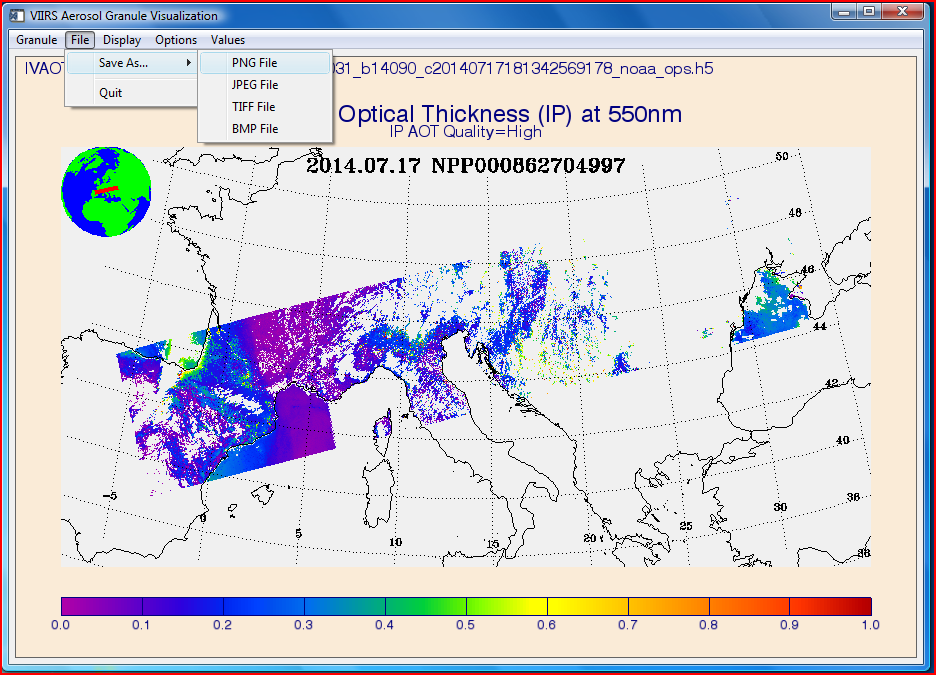 VIIRS Aerosol Granule Visualization
Granule File Display Options Values
IVAOT
031_b14090_c20140717181342569178_noaa_ops.h5
Save As...
Quit
PNG File
JPEG File
TIFF File
BMP File
Optical Thickness (IP) at 550nm
IP AOT Quality=High
2014.07.17 NPP000862704997
50
48
46
44
42
40
36
38
-5
0
5
10
15
20
25
30
0.0 0.1 0.2 0.3 0.4 0.5 0.6 0.7 0.8 0.9 1.0